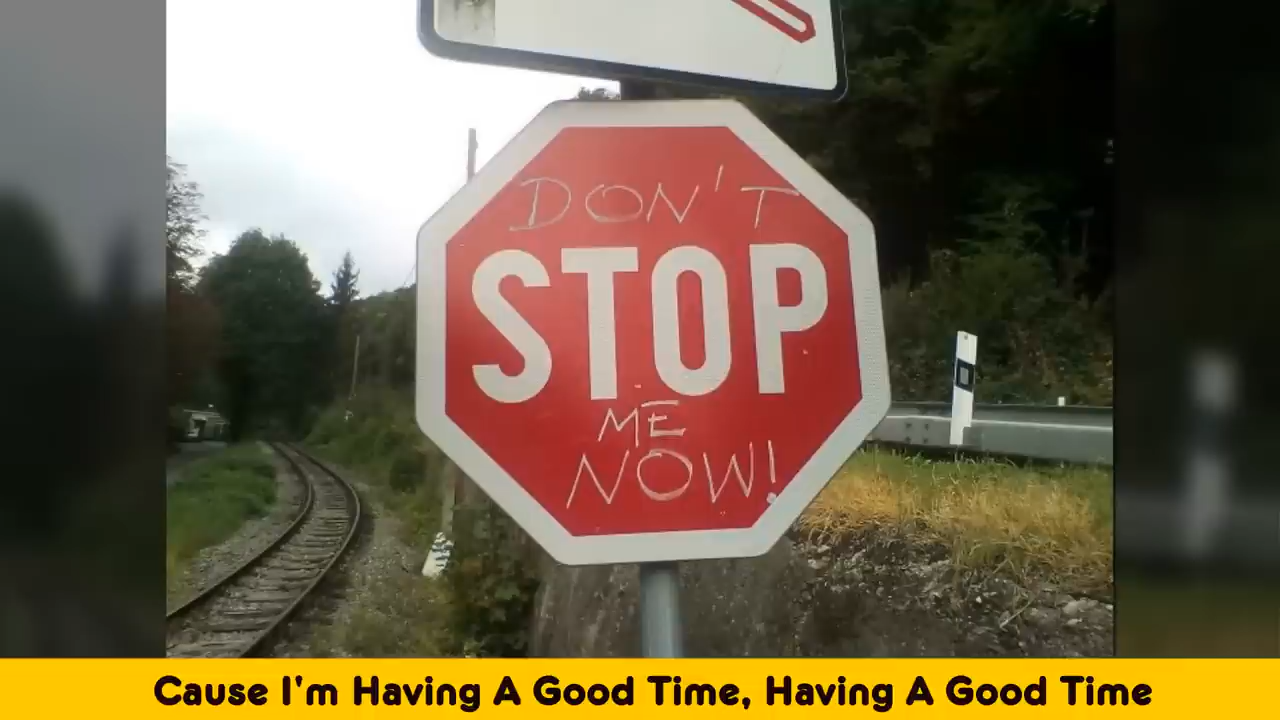 DON'T
STOP
ME
NOW!
Cause I'm Having A Good Time, Having A Good Time